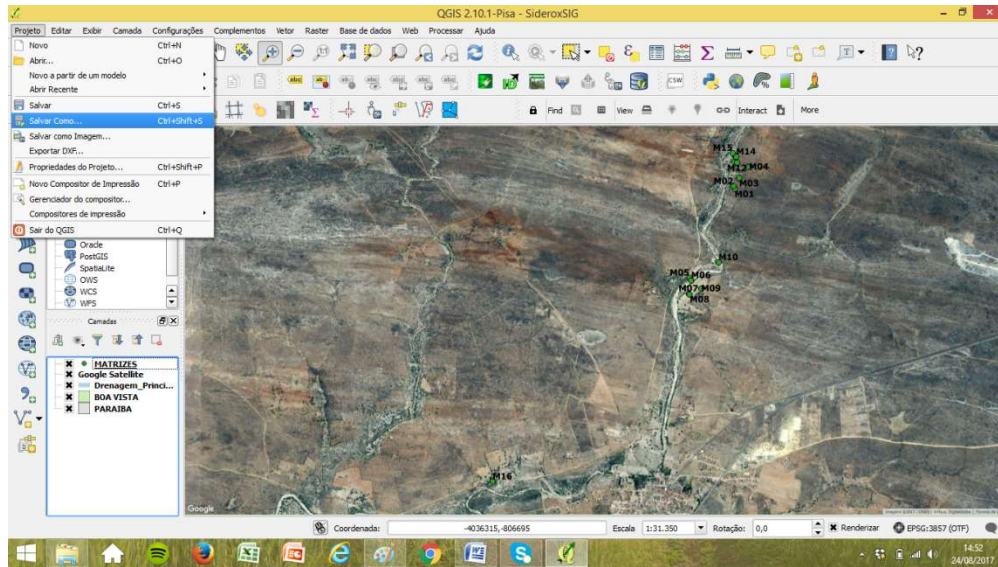 QGIS 2.10.1-Pisa - SideroxSIG
Projeto Editar Exibir Camada Configurações Complementos Vetor Raster Base de dados Web Processar Ajuda
Novo Ctrl+N
Abrir... Ctrl+O
Novo a partir de um modelo
Abrir Recente
Salvar Ctrl+S
Salvar Como... Ctrl+Shift+S
Salvar como Imagem...
Exportar DXF...
Propriedades do Projeto... Ctrl+Shift+P
Novo Compositor de Impressão Ctrl+P
Gerenciador do compositor...
Compositores de impressão
Sair do QGIS Ctrl+Q
CSW
Find View Interact More
Oracle
PostGIS
SpatiaLite
OWS
WCS
WFS
Camadas
MATRIZES
Google Satellite
Drenagem_Princi...
BOA VISTA
PARAIBA
M15 M14
M12 M04
M02 M03
M01
M10
M05 M06
M07 M09
M08
M16
Google
Coordenada: -4036315,-806695 Escala 1:31.350 Rotação: 0,0 Renderizar EPSG:3857 (OTF)
14:52
24/08/2017